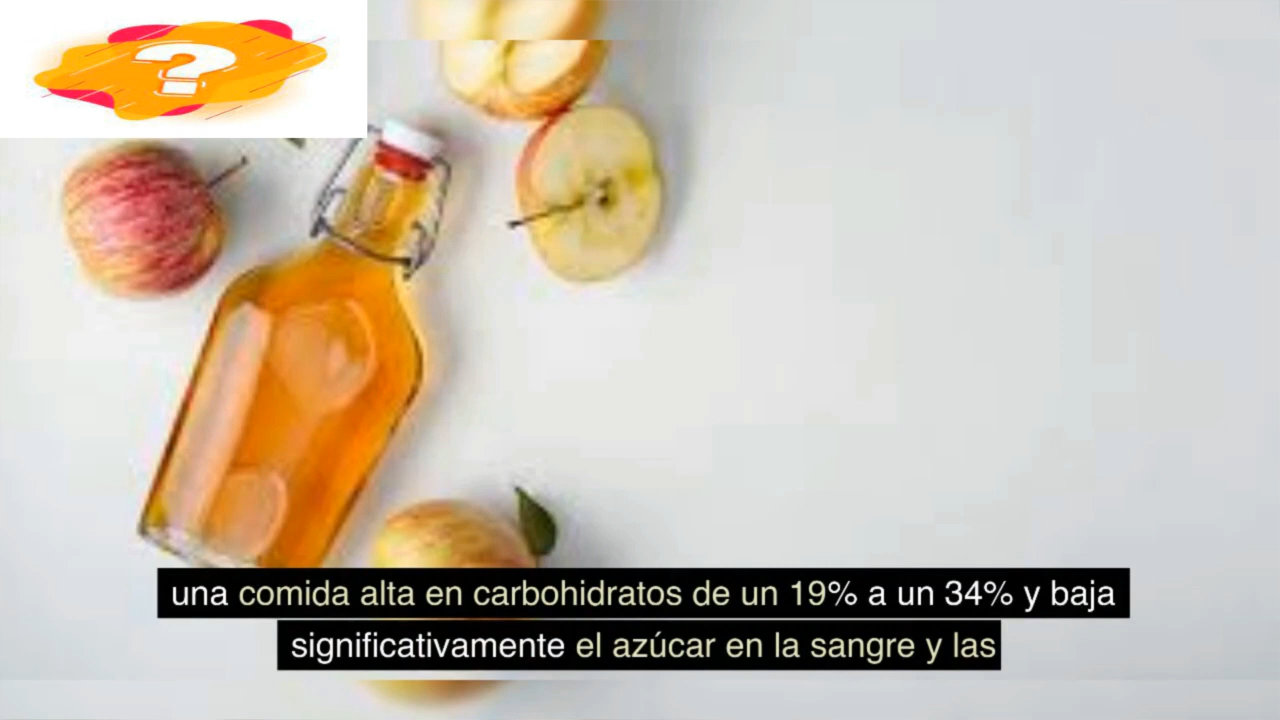 ?
una comida alta en carbohidratos de un 19% a un 34% y baja
significativamente el azúcar en la sangre y las